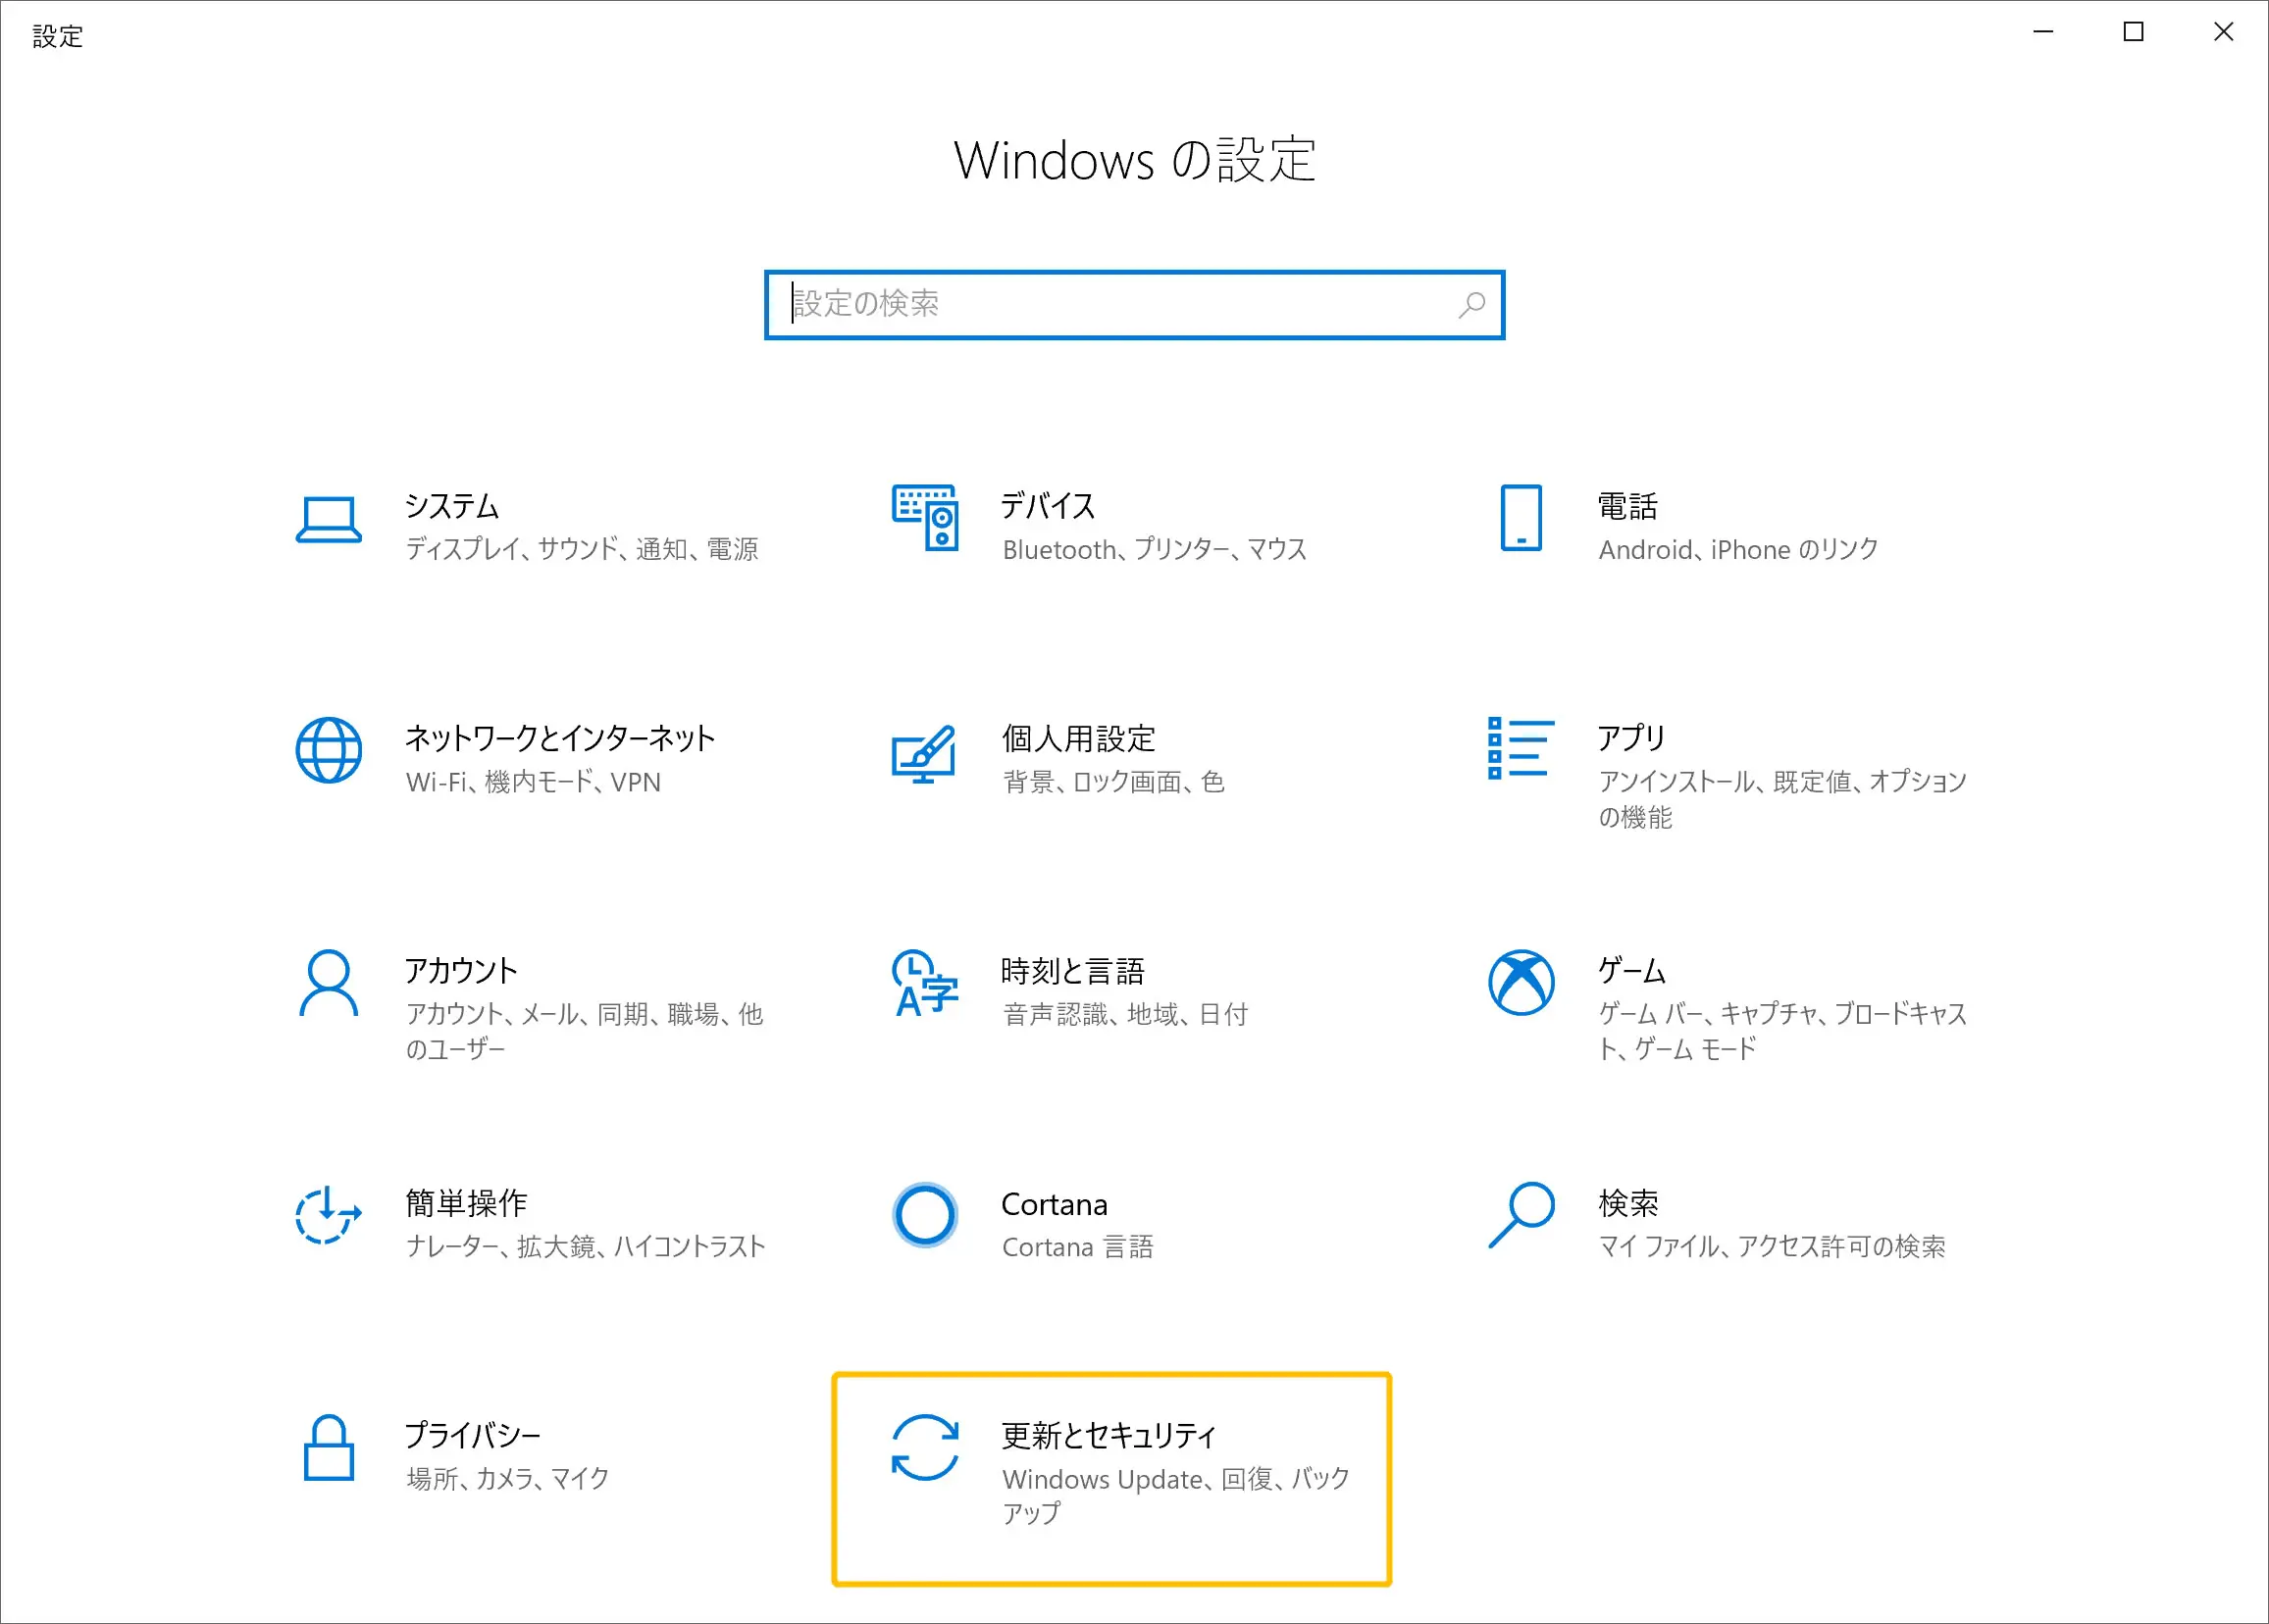 設定
Windows の設定
設定の検索
システム
ディスプレイ、サウンド、通知、電源
デバイス
Bluetooth、プリンター、マウス
電話
Android、iPhone のリンク
ネットワークとインターネット
Wi-Fi、機内モード、VPN
個人用設定
背景、ロック画面、色
アプリ
アンインストール、既定値、オプション
の機能
アカウント
アカウント、メール、同期、職場、他
のユーザー
時刻と言語
音声認識、地域、日付
ゲーム
ゲーム バー、キャプチャ、ブロードキャス
ト、ゲーム モード
簡単操作
ナレーター、拡大鏡、ハイコントラスト
Cortana
Cortana 言語
検索
マイ ファイル、アクセス許可の検索
プライバシー
場所、カメラ、マイク
更新とセキュリティ
Windows Update、回復、バック
アップ